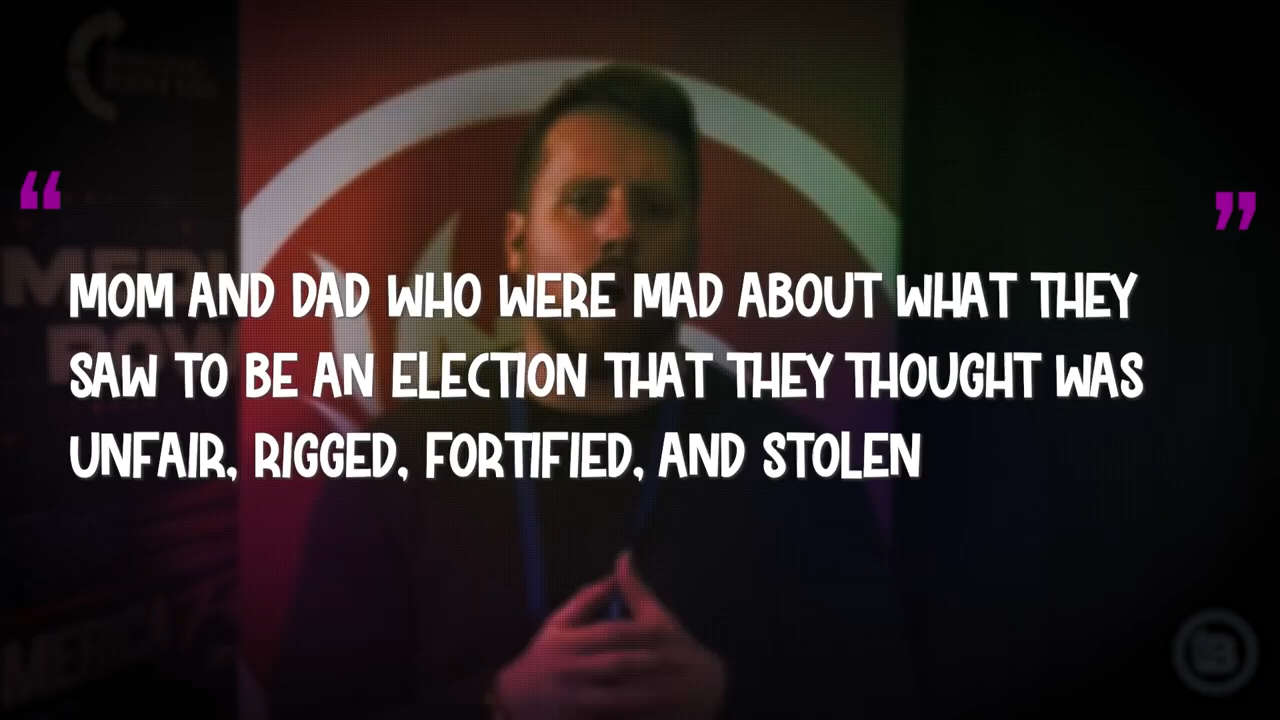 “ ”
MOM AND DAD WHO WERE MAD ABOUT WHAT THEY
SAW TO BE AN ELECTION THAT THEY THOUGHT WAS
UNFAIR, RIGGED, FORTIFIED, AND STOLEN